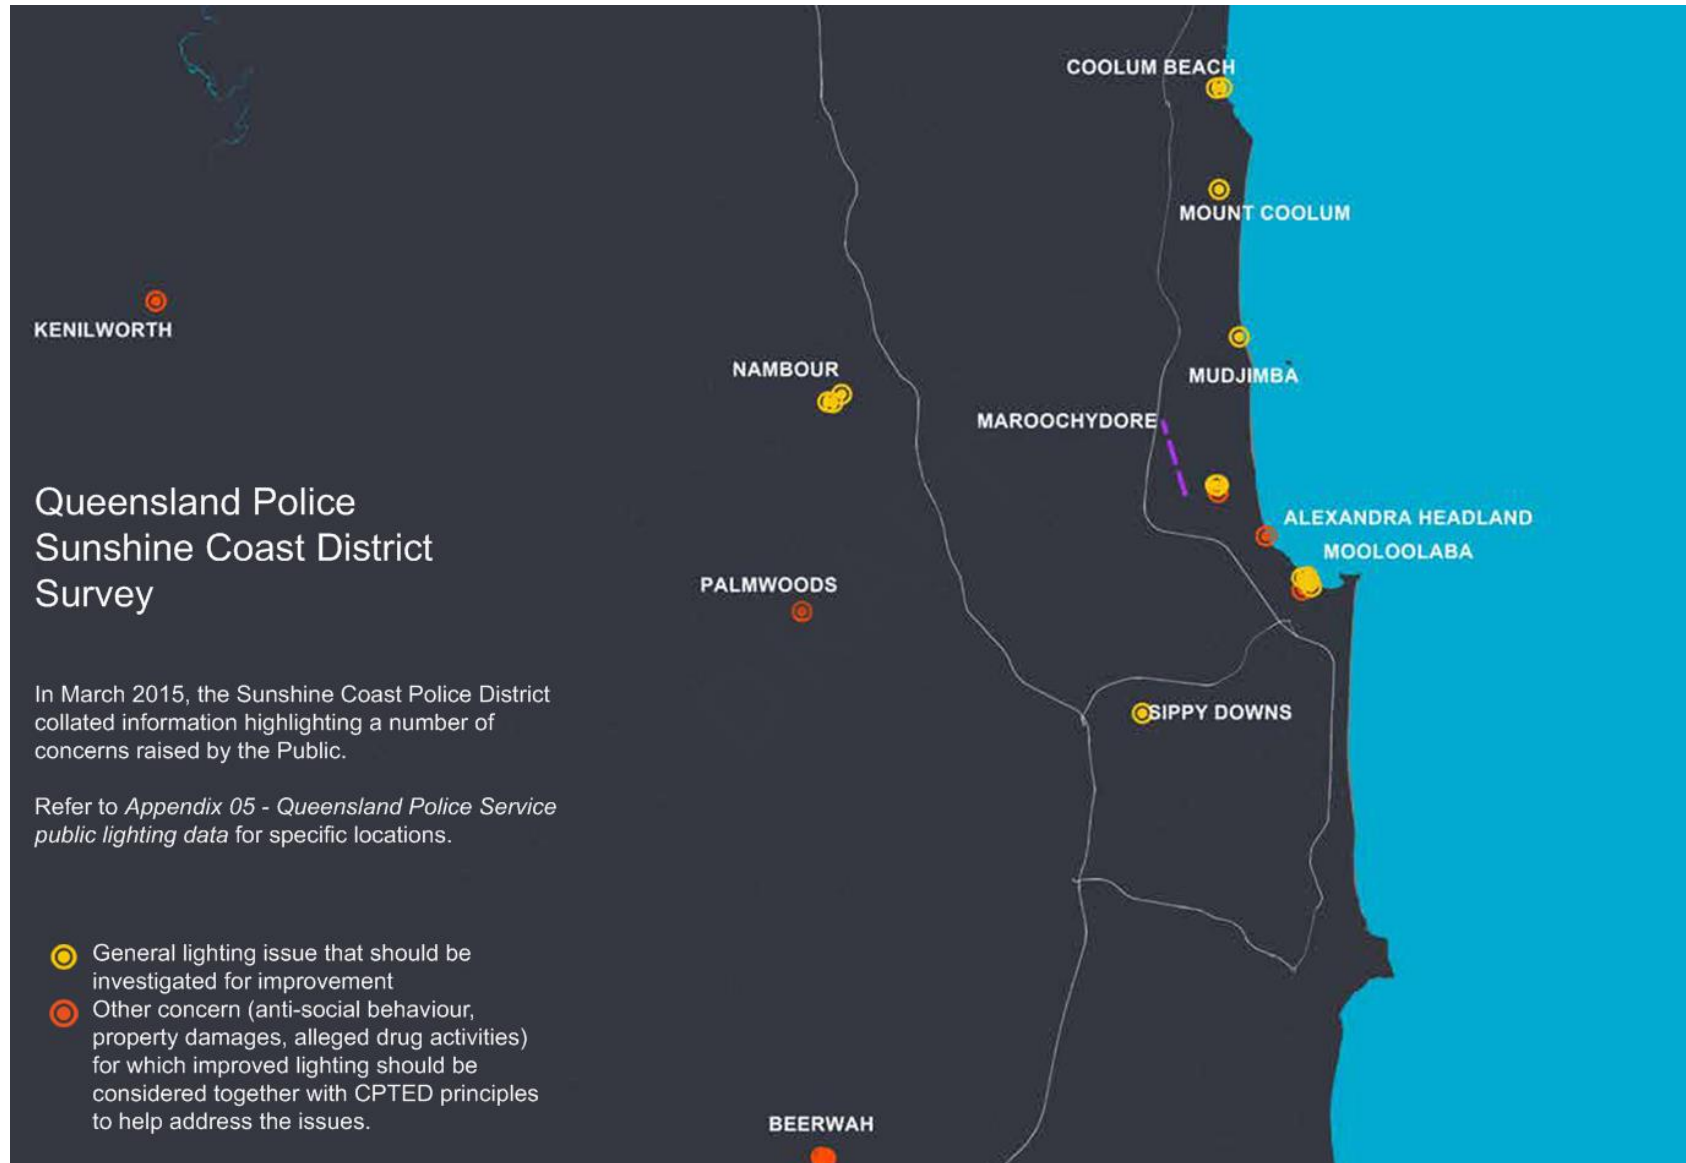 COOLUM BEACH
MOUNT COOLUM
KENILWORTH
NAMBOUR
MUDJIMBA
MAROOCHYDORE
Queensland Police
Sunshine Coast District
Survey
ALEXANDRA HEADLAND
MOOLOOLABA
PALMWOODS
In March 2015, the Sunshine Coast Police District
collated information highlighting a number of
concerns raised by the Public.
SIPPY DOWNS
Refer to Appendix 05 - Queensland Police Service
public lighting data for specific locations.
General lighting issue that should be
investigated for improvement
Other concern (anti-social behaviour,
property damages, alleged drug activities)
for which improved lighting should be
considered together with CPTED principles
to help address the issues.
BEERWAH